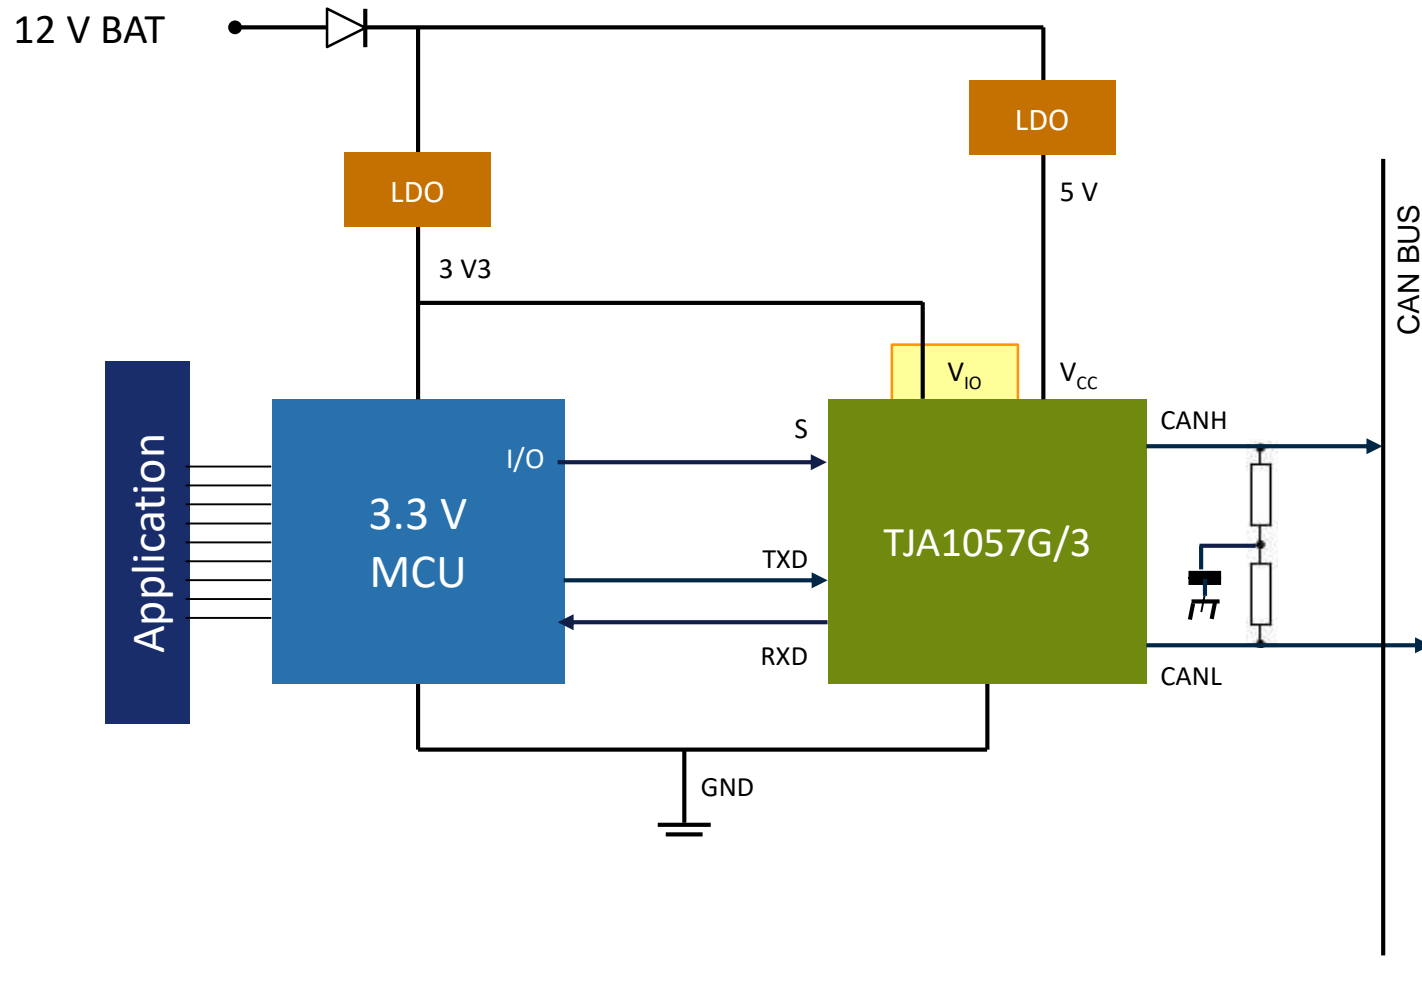 12 V BAT
LDO
5 V
LDO
3 V3
CAN BUS
VIO
VCC
CANH
S
I/O
Application
3.3 V
MCU
TJA1057G/3
TXD
RXD
CANL
GND